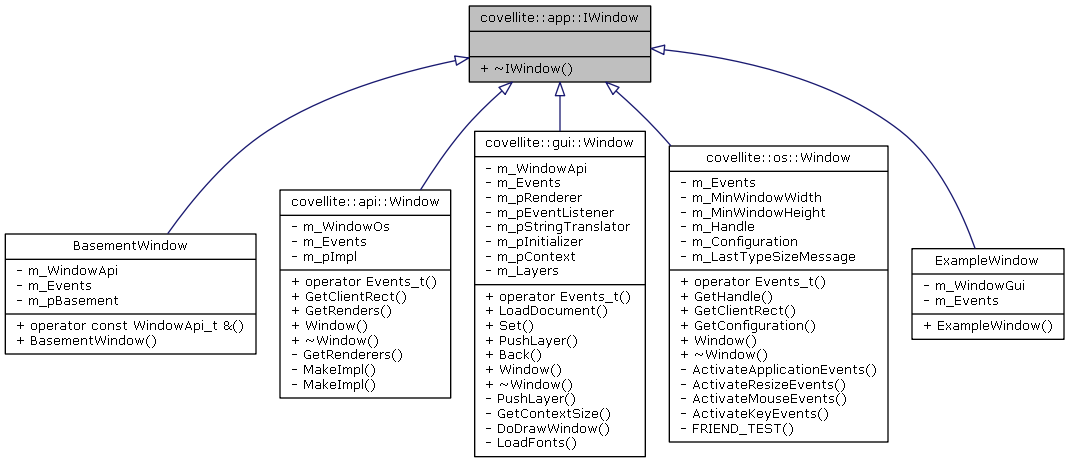 covellite::app::IWindow
+ ~IWindow()
BasementWindow
- m_WindowApi
- m_Events
- m_pBasement
+ operator const WindowApi_t &()
+ BasementWindow()
covellite::api::Window
- m_WindowOs
- m_Events
- m_pImpl
+ operator Events_t()
+ GetClientRect()
+ GetRenders()
+ Window()
+ ~Window()
- GetRenderers()
- MakeImpl()
- MakeImpl()
covellite::gui::Window
- m_WindowApi
- m_Events
- m_pRenderer
- m_pEventListener
- m_pStringTranslator
- m_pInitializer
- m_pContext
- m_Layers
+ operator Events_t()
+ LoadDocument()
+ Set()
+ PushLayer()
+ Back()
+ Window()
+ ~Window()
- PushLayer()
- GetContextSize()
- DoDrawWindow()
- LoadFonts()
covellite::os::Window
- m_Events
- m_MinWindowWidth
- m_MinWindowHeight
- m_Handle
- m_Configuration
- m_LastTypeSizeMessage
+ operator Events_t()
+ GetHandle()
+ GetClientRect()
+ GetConfiguration()
+ Window()
+ ~Window()
- ActivateApplicationEvents()
- ActivateResizeEvents()
- ActivateMouseEvents()
- ActivateKeyEvents()
- FRIEND_TEST()
ExampleWindow
- m_WindowGui
- m_Events
+ ExampleWindow()